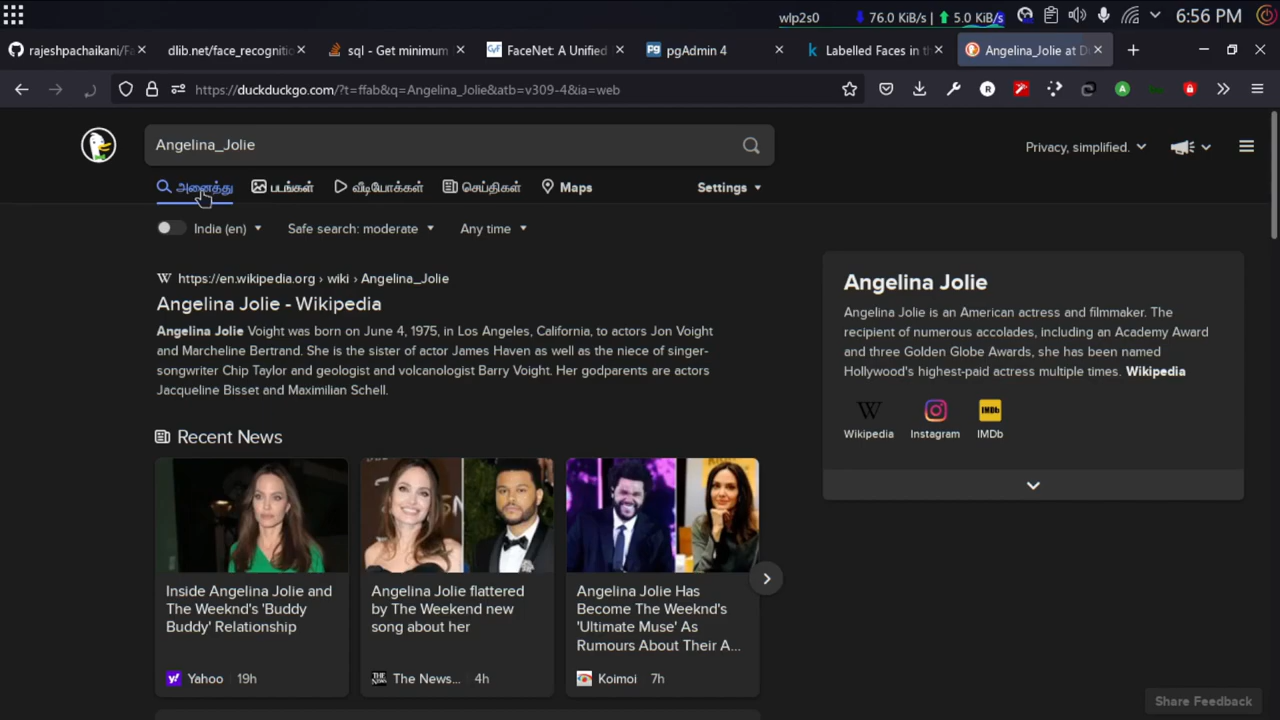 wlp2s0 76.0 KiB/s | 5.0 KiB/s 6:56 PM
rajeshpachaikani/Fa dlib.net/face_recognitic sql - Get minimum FaceNet: A Unified pgAdmin 4 Labelled Faces in th Angelina_Jolie at D
https://duckduckgo.com/?t=ffab&q=Angelina_Jolie&atb=v309-4&ia=web
Angelina_Jolie
Privacy, simplified.
அனைத்து படங்கள் வீடியோக்கள் செய்திகள் Maps Settings
India (en) Safe search: moderate Any time
https://en.wikipedia.org › wiki › Angelina_Jolie
Angelina Jolie - Wikipedia
Angelina Jolie Voight was born on June 4, 1975, in Los Angeles, California, to actors Jon Voight
and Marcheline Bertrand. She is the sister of actor James Haven as well as the niece of singer-
songwriter Chip Taylor and geologist and volcanologist Barry Voight. Her godparents are actors
Jacqueline Bisset and Maximilian Schell.
Angelina Jolie
Angelina Jolie is an American actress and filmmaker. The
recipient of numerous accolades, including an Academy Award
and three Golden Globe Awards, she has been named
Hollywood's highest-paid actress multiple times. Wikipedia
IMDb
Wikipedia Instagram IMDb
Recent News
Inside Angelina Jolie and
The Weeknd's 'Buddy
Buddy' Relationship
Yahoo 19h
Angelina Jolie flattered
by The Weekend new
song about her
The News... 4h
Angelina Jolie Has
Become The Weeknd's
'Ultimate Muse' As
Rumours About Their A...
Koimoi 7h
Share Feedback